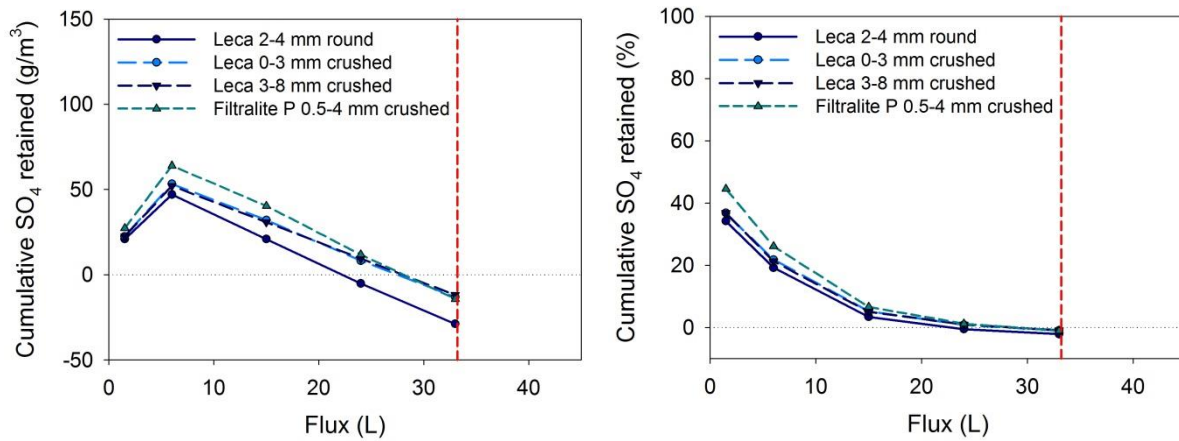 Cumulative SO₄ retained (g/m³)
150
100
50
0
-50
Leca 2-4 mm round
Leca 0-3 mm crushed
Leca 3-8 mm crushed
Filtralite P 0.5-4 mm crushed
0 10 20 30 40
Flux (L)
Cumulative SO₄ retained (%)
100
80
60
40
20
0
Leca 2-4 mm round
Leca 0-3 mm crushed
Leca 3-8 mm crushed
Filtralite P 0.5-4 mm crushed
0 10 20 30 40
Flux (L)